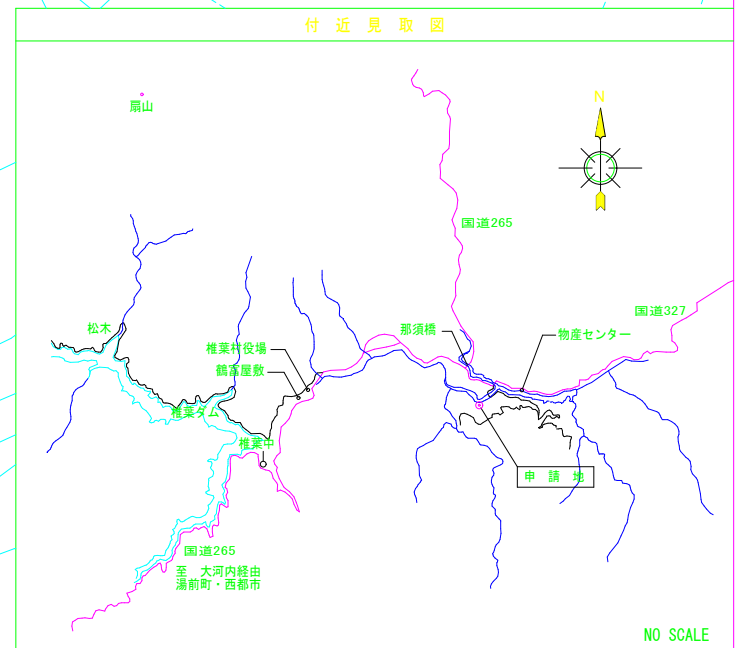 付近見取図
N
扇山
国道265
国道327
松木
那須橋
物産センター
椎葉村役場
鶴富屋敷
椎葉ダム
椎葉中
申請地
国道265
至 大河内経由
湯前町・西都市
NO SCALE